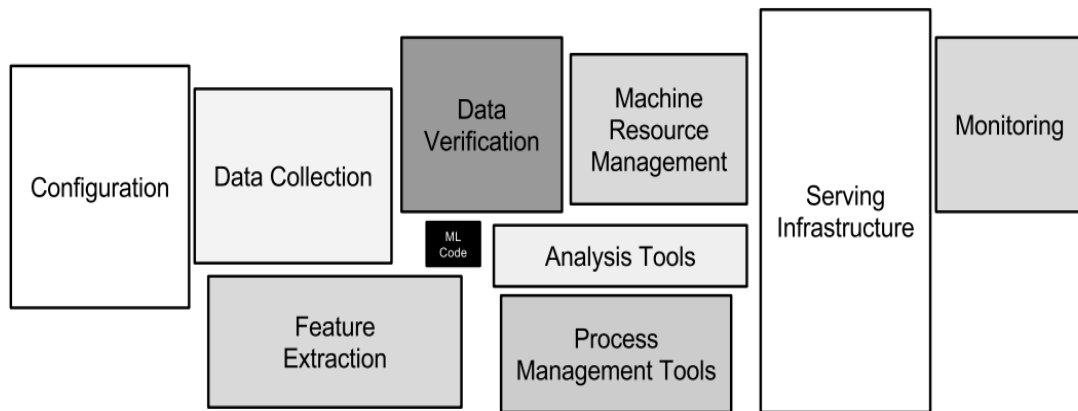 Configuration
Data Collection
Data
Verification
Machine
Resource
Management
Monitoring
Serving
Infrastructure
ML
Code
Analysis Tools
Feature
Extraction
Process
Management Tools